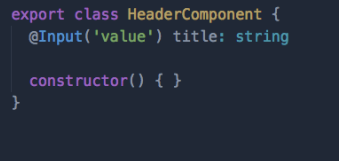 export class HeaderComponent {
@Input('value') title: string
constructor() { }
}